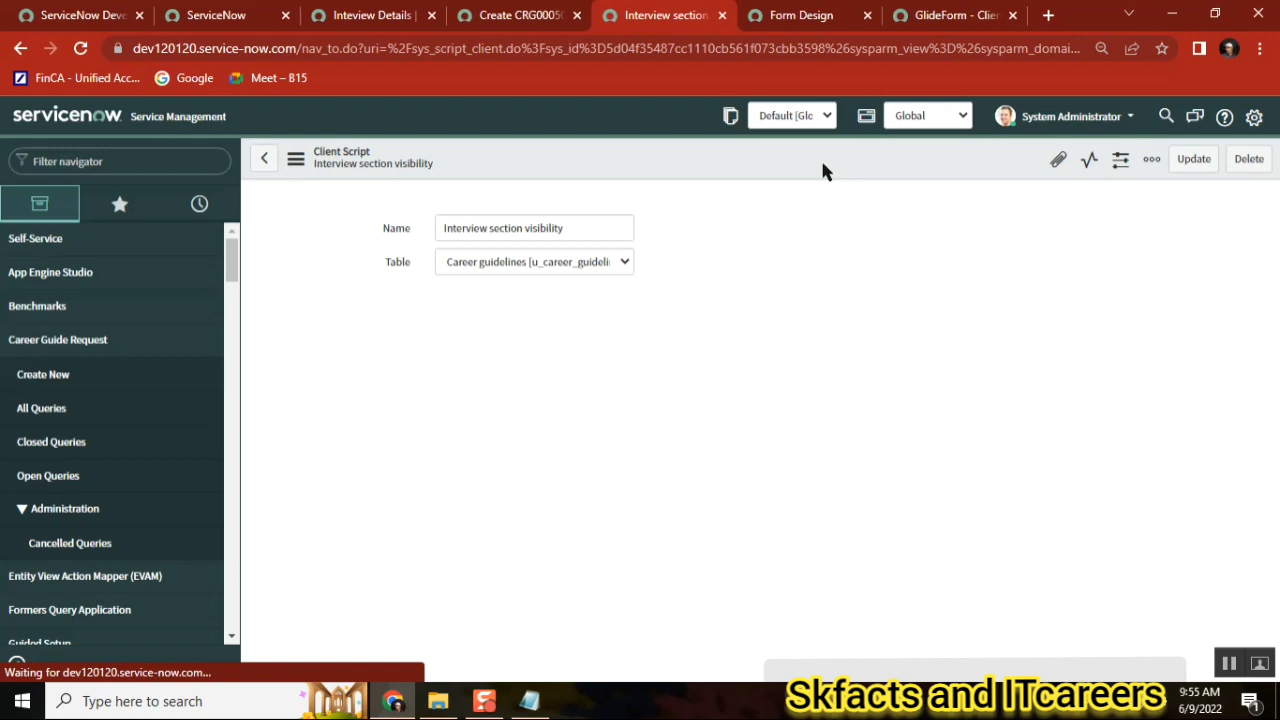 ServiceNow Deve
ServiceNow
Inteview Details |
Create CRG0005
Interview section
Form Design
GlideForm - Clien
dev120120.service-now.com/nav_to.do?uri=%2Fsys_script_client.do%3Fsys_id%3D5d04f35487cc1110cb561f073cbb3598%26sysparm_view%3D%26sysparm_domai...
FinCA - Unified Acc...
Google
Meet – B15
servicenow Service Management
Default [Glc
Global
System Administrator
Filter navigator
Client Script
Interview section visibility
Update
Delete
Name
Interview section visibility
Table
Career guidelines [u_career_guideli
Self-Service
App Engine Studio
Benchmarks
Career Guide Request
Create New
All Queries
Closed Queries
Open Queries
Administration
Cancelled Queries
Entity View Action Mapper (EVAM)
Formers Query Application
Guided Setup
Waiting for dev120120.service-now.com...
Type here to search
Skfacts and ITcareers
9:55 AM
6/9/2022